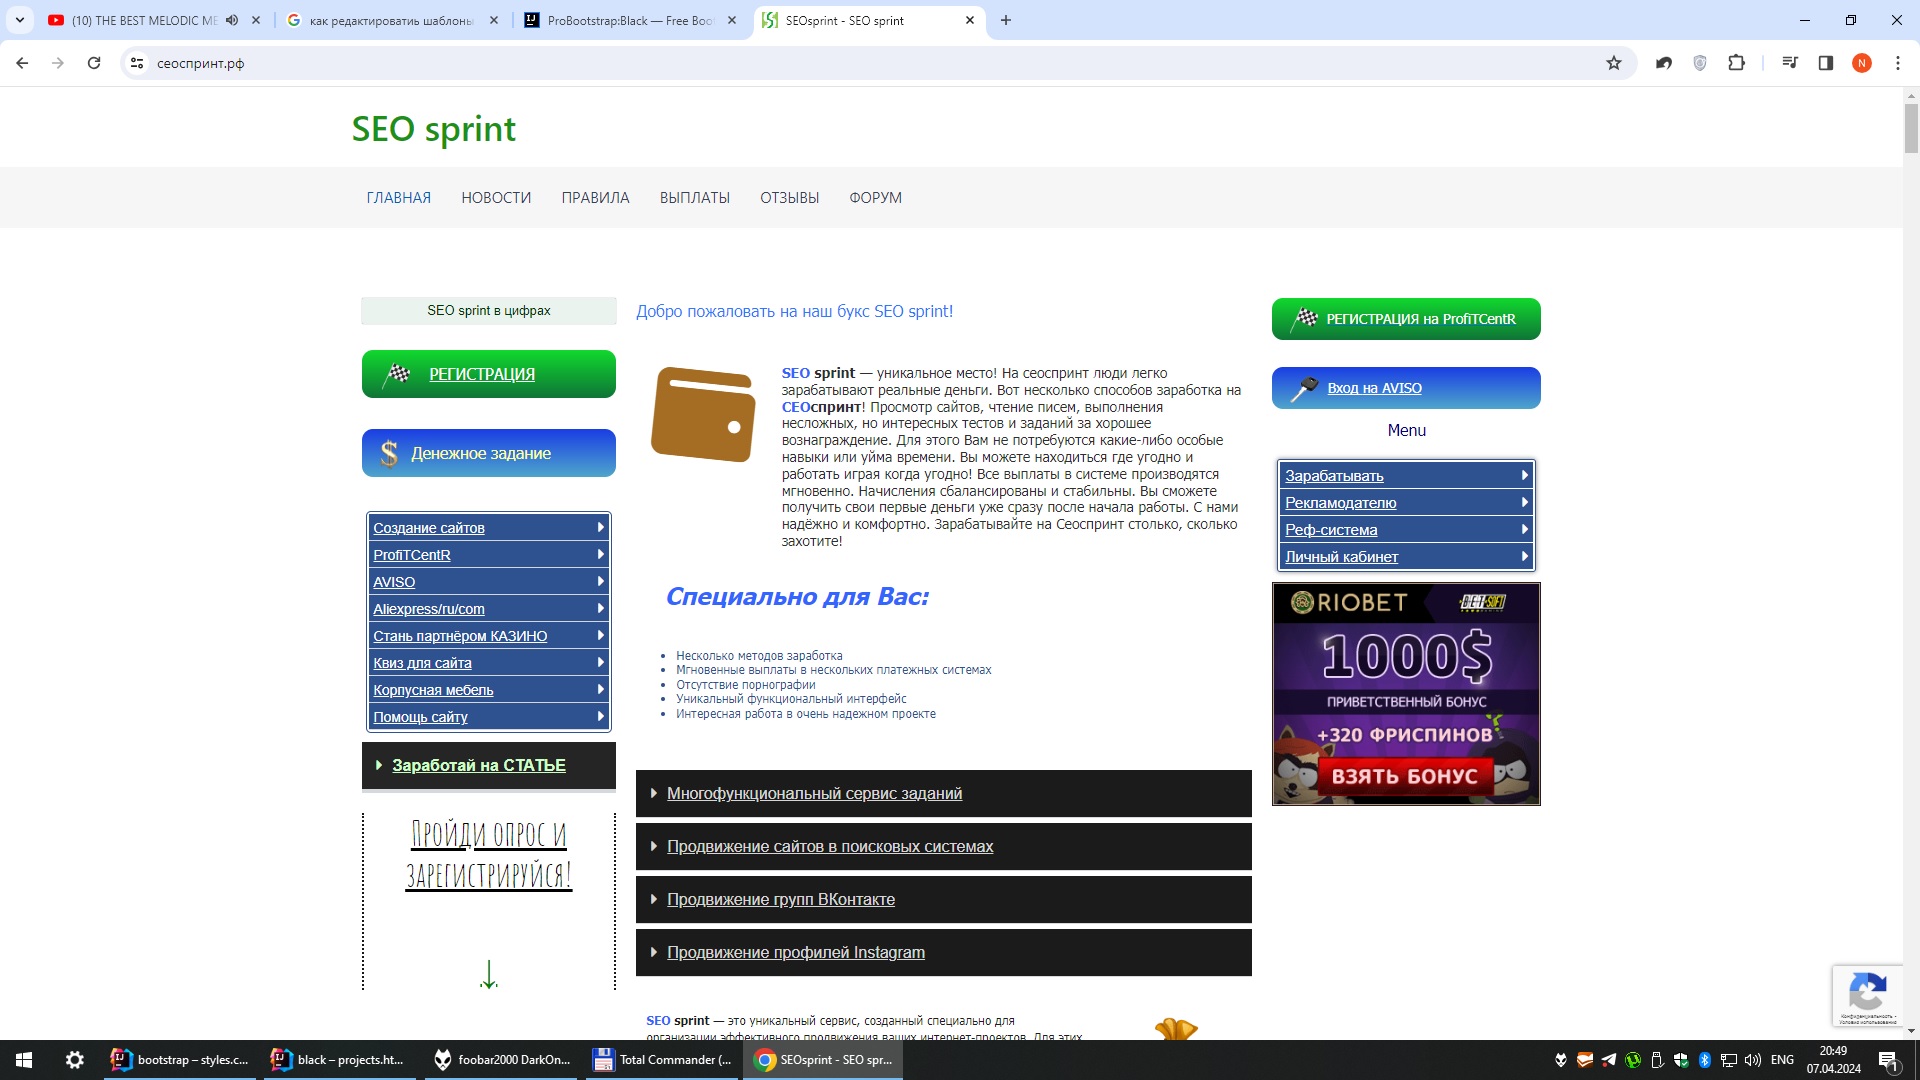 (10) THE BEST MELODIC ME
как редактироватиь шаблоны
ProBootstrap:Black — Free Boo
SEOsprint - SEO sprint
сеоспринт.рф
N
SEO sprint
ГЛАВНАЯ
НОВОСТИ
ПРАВИЛА
ВЫПЛАТЫ
ОТЗЫВЫ
ФОРУМ
SEO sprint в цифрах
РЕГИСТРАЦИЯ
Денежное задание
Создание сайтов
ProfiTCentR
AVISO
Aliexpress/ru/com
Стань партнёром КАЗИНО
Квиз для сайта
Корпусная мебель
Помощь сайту
Заработай на СТАТЬЕ
Пройди опрос и
зарегистрируйся!
↓
Добро пожаловать на наш букс SEO sprint!
SEO sprint — уникальное место! На сеоспринт люди легко
зарабатывают реальные деньги. Вот несколько способов заработка на
СЕОспринт! Просмотр сайтов, чтение писем, выполнения
несложных, но интересных тестов и заданий за хорошее
вознаграждение. Для этого Вам не потребуются какие-либо особые
навыки или уйма времени. Вы можете находиться где угодно и
работать играя когда угодно! Все выплаты в системе производятся
мгновенно. Начисления сбалансированы и стабильны. Вы сможете
получить свои первые деньги уже сразу после начала работы. С нами
надёжно и комфортно. Зарабатывайте на Сеоспринт столько, сколько
захотите!
Специально для Вас:
• Несколько методов заработка
• Мгновенные выплаты в нескольких платежных системах
• Отсутствие порнографии
• Уникальный функциональный интерфейс
• Интересная работа в очень надежном проекте
Многофункциональный сервис заданий
Продвижение сайтов в поисковых системах
Продвижение групп ВКонтакте
Продвижение профилей Instagram
SEO sprint — это уникальный сервис, созданный специально для
организации эффективного продвижения ваших интернет-проектов. Для этих
РЕГИСТРАЦИЯ на ProfiTCentR
Вход на AVISO
Menu
Зарабатывать
Рекламодателю
Реф-система
Личный кабинет
RIOBET
BETSOFT
1000$
ПРИВЕТСТВЕННЫЙ БОНУС
+320 ФРИСПИНОВ
ВЗЯТЬ БОНУС
Конфиденциальность -
Условия использования
bootstrap – styles.c...
black – projects.ht...
foobar2000 DarkOn...
Total Commander (...
SEOsprint - SEO spr...
ENG
20:49
07.04.2024
1